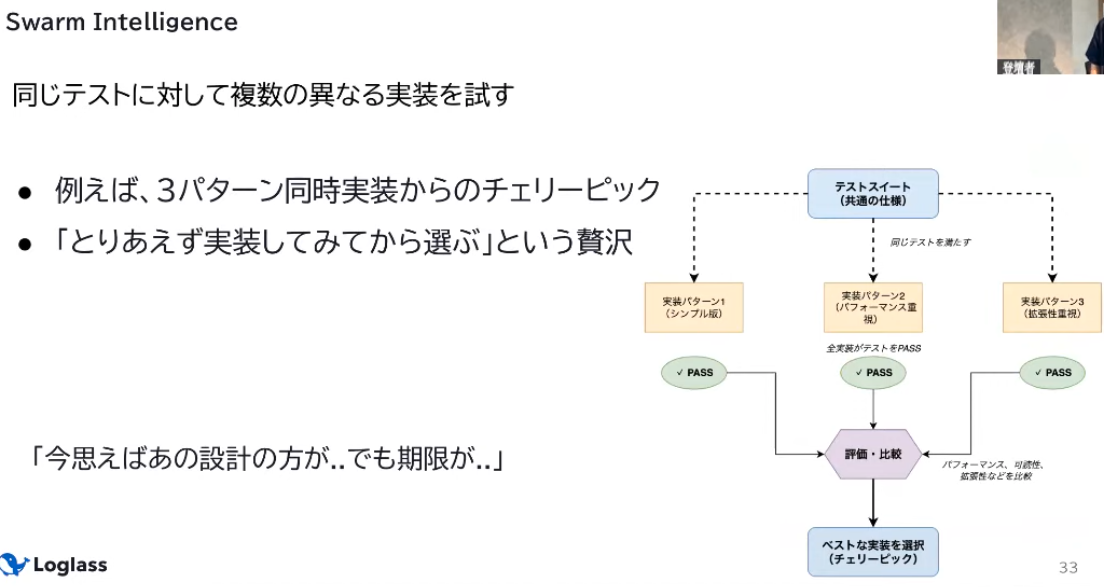 Swarm Intelligence
登壇者
同じテストに対して複数の異なる実装を試す
● 例えば、3パターン同時実装からのチェリーピック
● 「とりあえず実装してみてから選ぶ」という贅沢
テストスイート
(共通の仕様)
同じテストを満たす
実装パターン1
(シンプル版)
実装パターン2
(パフォーマンス重
視)
実装パターン3
(拡張性重視)
全実装がテストをPASS
✓ PASS
✓ PASS
✓ PASS
評価・比較
パフォーマンス、可読性、
拡張性などを比較
ベストな実装を選択
(チェリーピック)
「今思えばあの設計の方が..でも期限が..」
Loglass
33